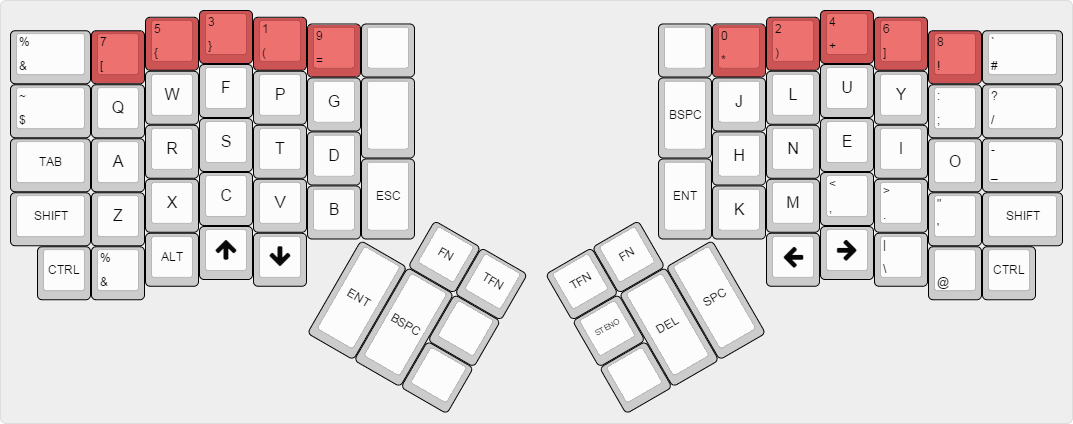 % 7 5 3 1 9 0 2 4 6 8 `
& [ { } ( = * ) + ] ! #
~ Q W F P G BSPC J L U Y : ?
$ ; /
TAB A R S T D H N E I O -
_
SHIFT Z X C V B ESC ENT K M < > " SHIFT
, . '
CTRL % ALT ↑ ↓ ← → | @ CTRL
& \
FN TFN ENT BSPC
TFN FN STENO DEL SPC